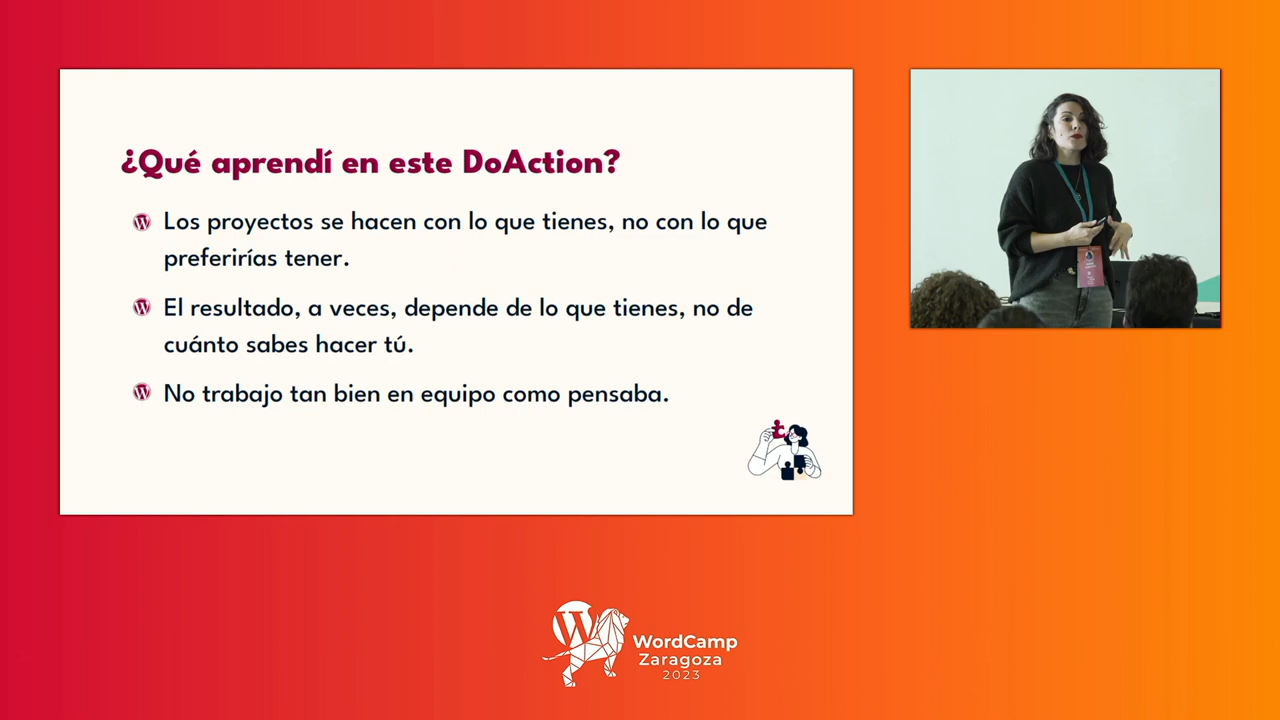 ¿Qué aprendí en este DoAction?
Los proyectos se hacen con lo que tienes, no con lo que
preferirías tener.
El resultado, a veces, depende de lo que tienes, no de
cuánto sabes hacer tú.
No trabajo tan bien en equipo como pensaba.
WordCamp
Zaragoza
2023